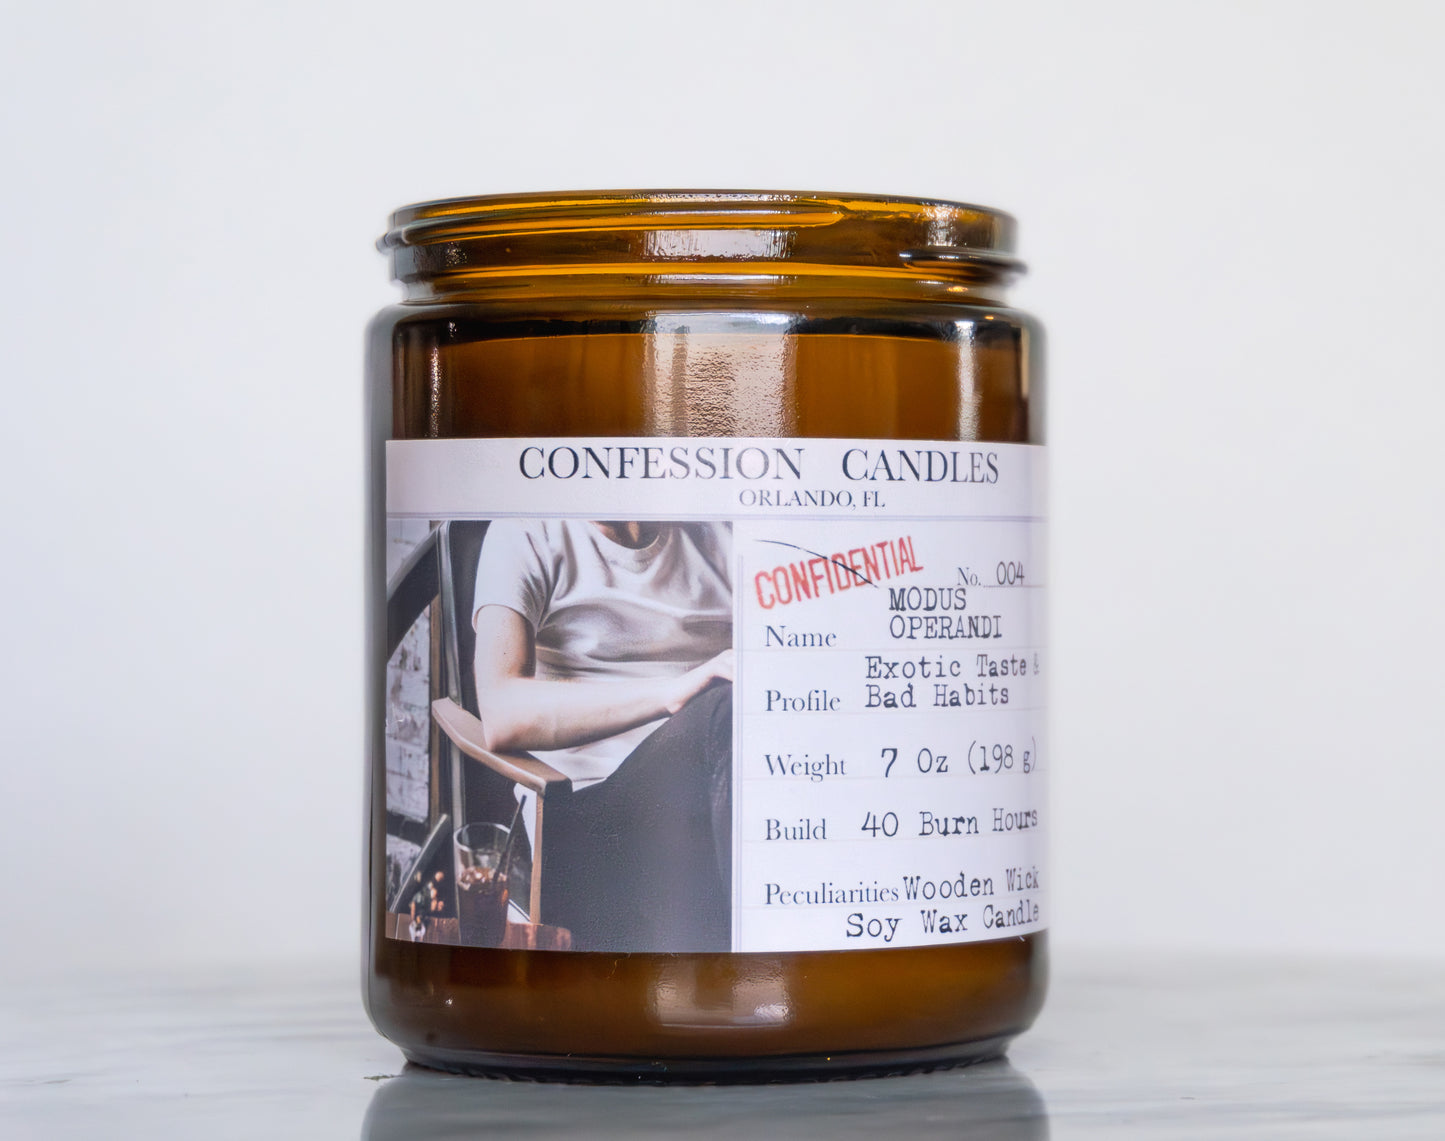 CONFESSION CANDLES
ORLANDO, FL
CONFIDENTIAL
No. 004
Name MODUS
OPERANDI
Profile Exotic Taste &
Bad Habits
Weight 7 Oz (198 g)
Build 40 Burn Hours
Peculiarities Wooden Wick
Soy Wax Candle